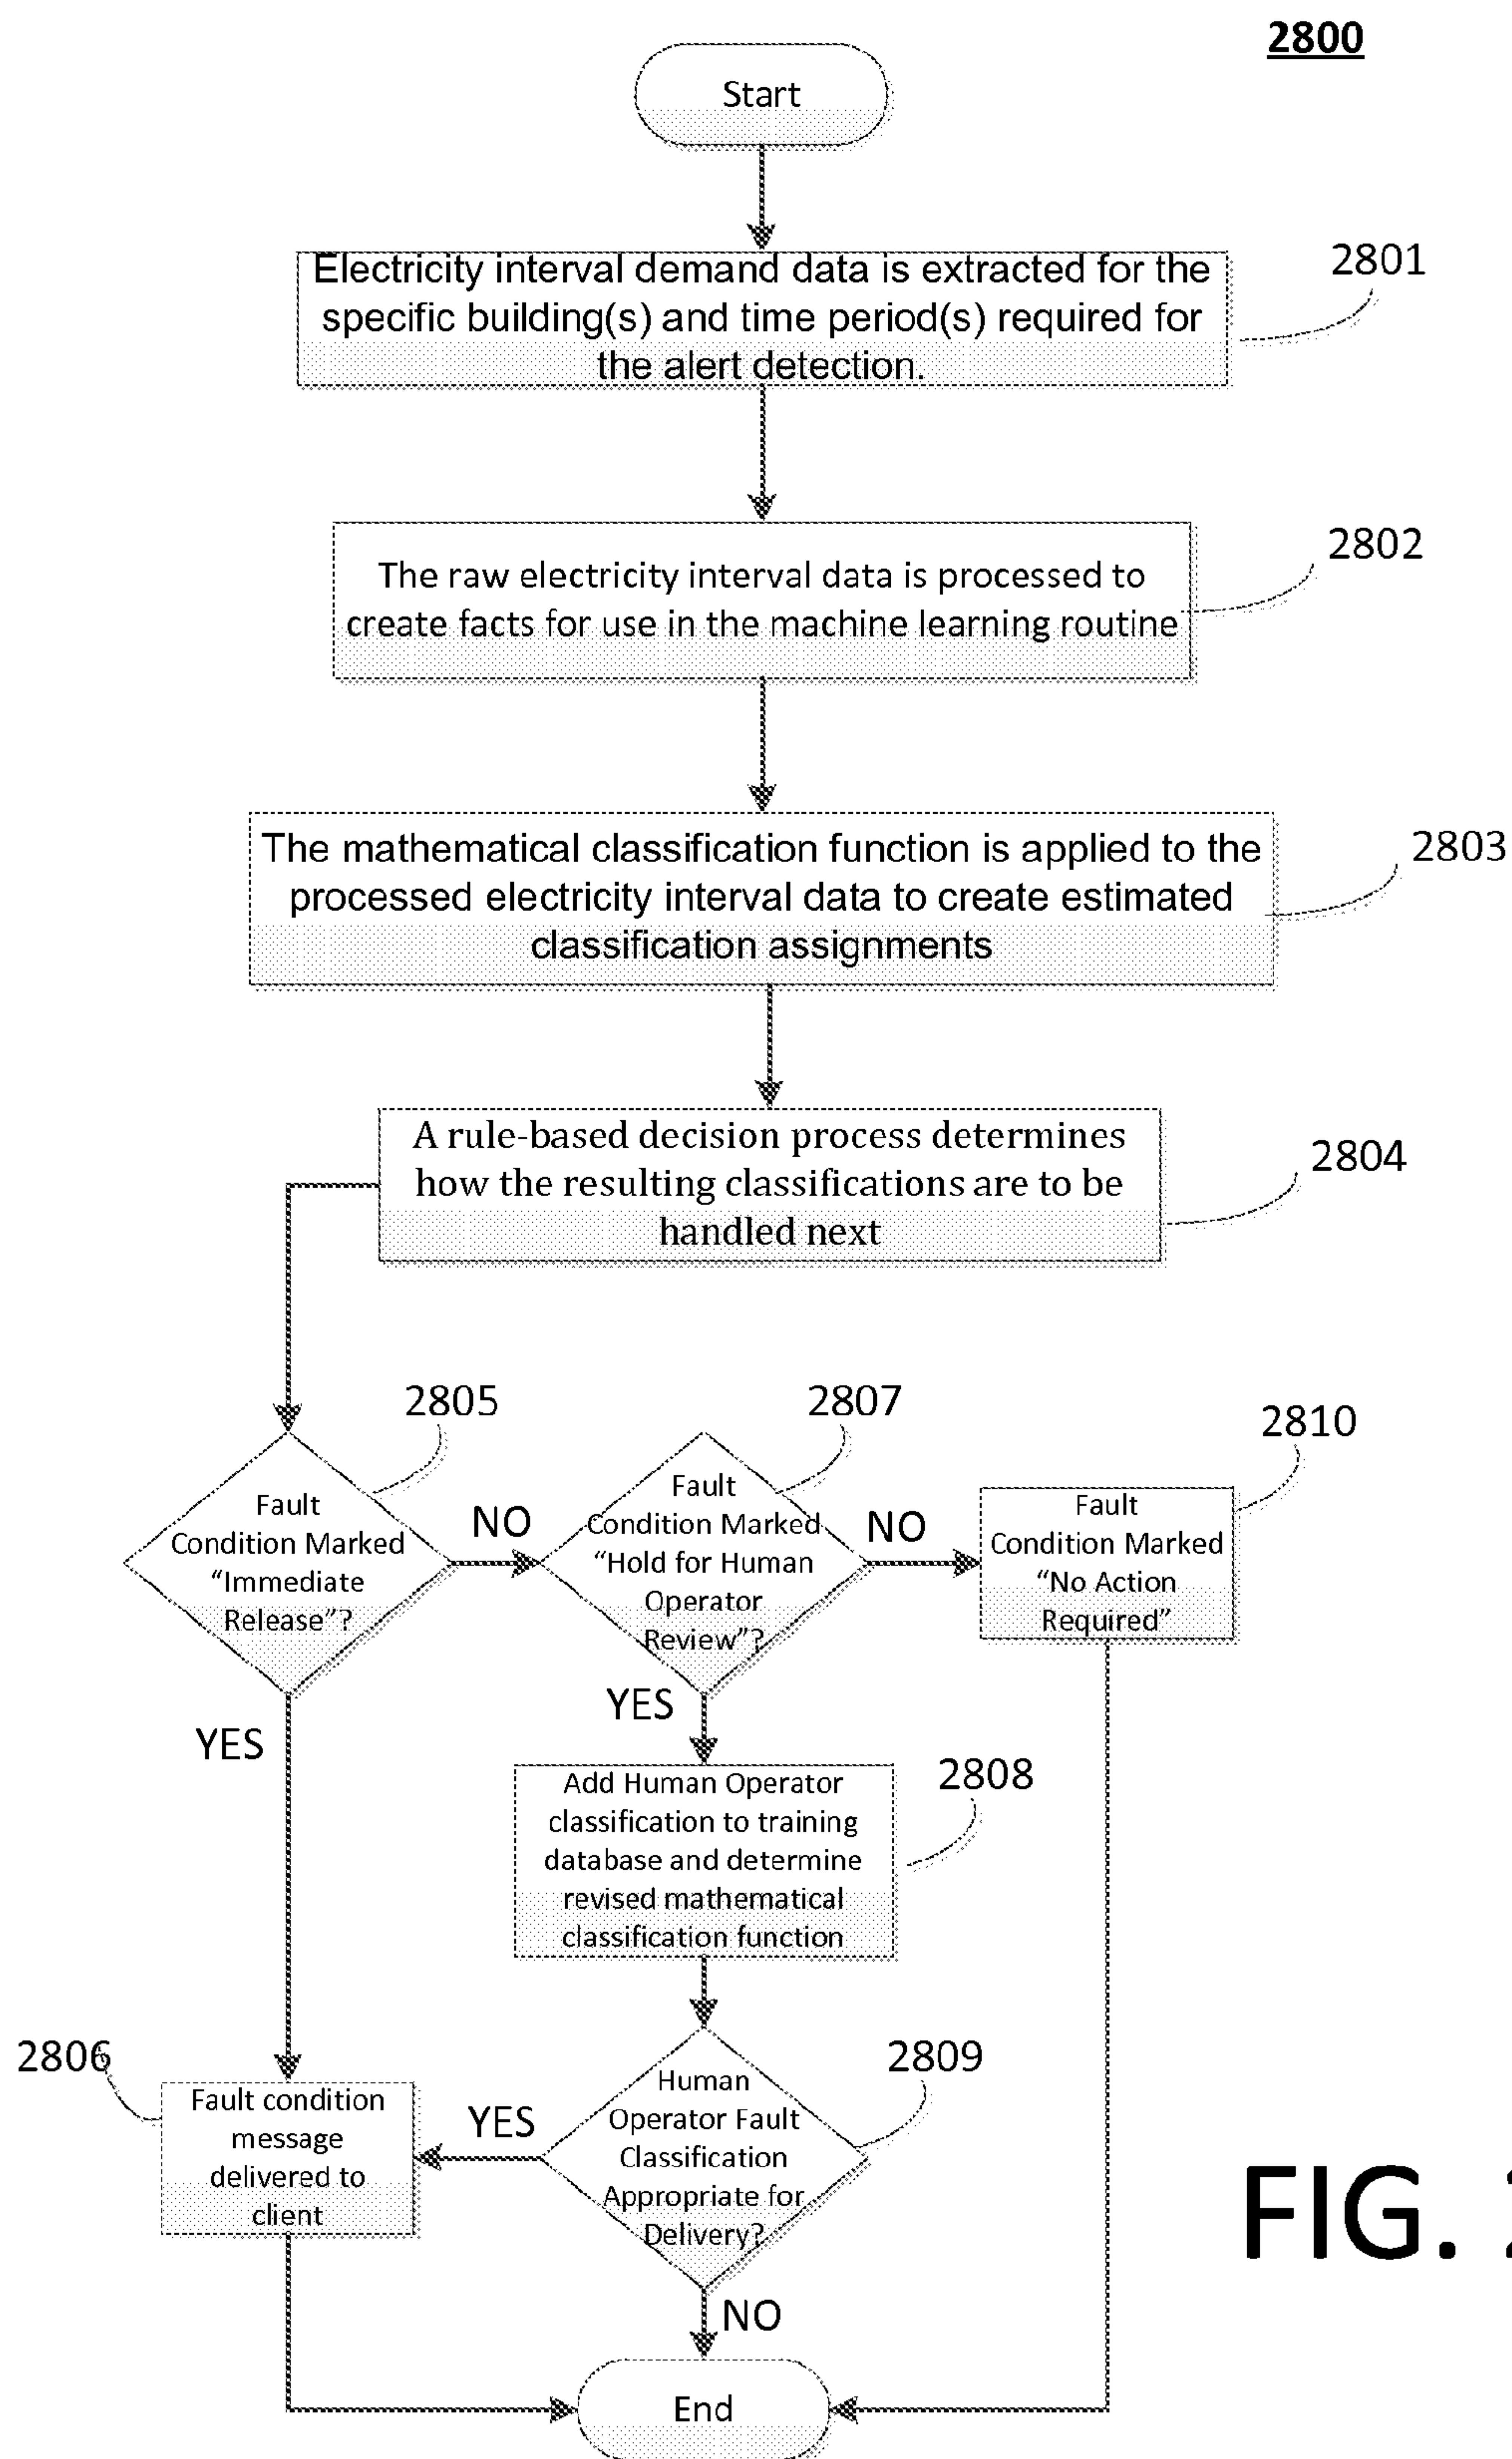 2800
Start
Electricity interval demand data is extracted for the
specific building(s) and time period(s) required for
the alert detection.
2801
The raw electricity interval data is processed to
create facts for use in the machine learning routine
2802
The mathematical classification function is applied to the
processed electricity interval data to create estimated
classification assignments
2803
A rule-based decision process determines
how the resulting classifications are to be
handled next
2804
2805
Fault
Condition Marked
“Immediate
Release”?
NO
YES
2807
Fault
Condition Marked
“Hold for Human
Operator
Review”?
NO
YES
2810
Fault
Condition Marked
“No Action
Required”
2808
Add Human Operator
classification to training
database and determine
revised mathematical
classification function
2806
Fault condition
message
delivered to
client
YES
2809
Human
Operator Fault
Classification
Appropriate for
Delivery?
NO
End
FIG.